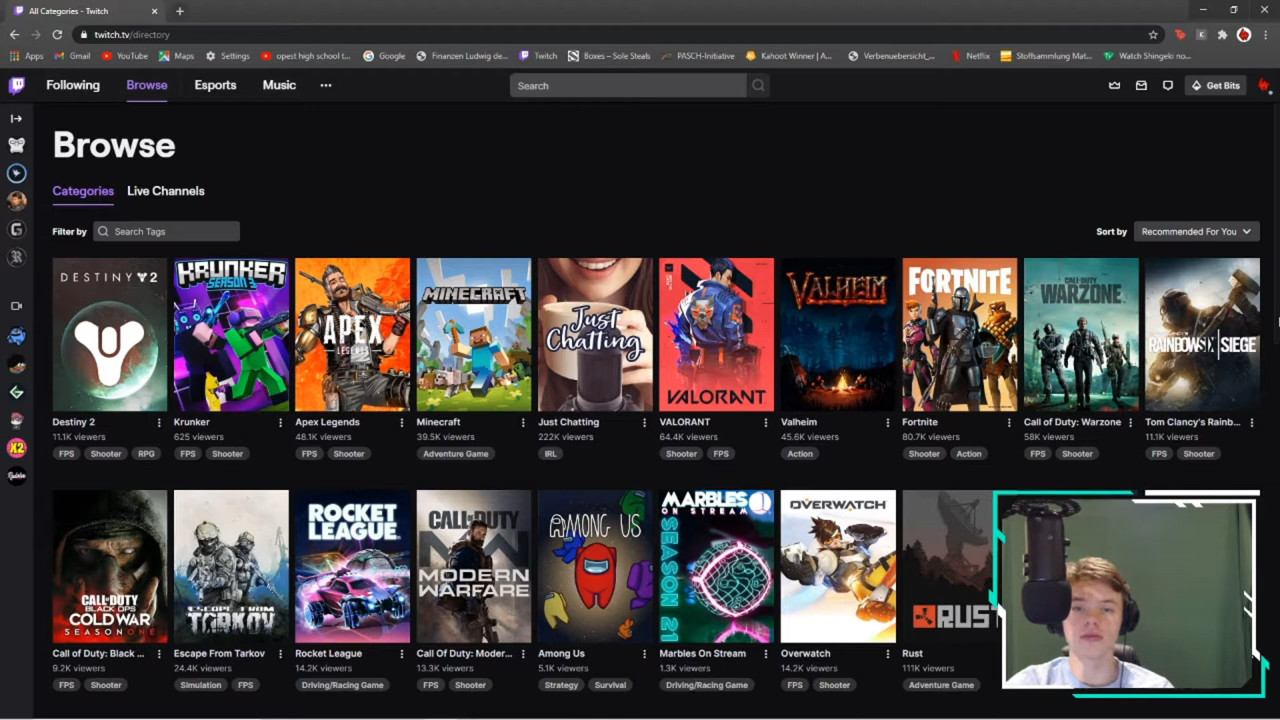 All Categories - Twitch
twitch.tv/directory
Apps Gmail YouTube Maps Settings opest high school t... Google Finanzen Ludwig de... Twitch Boxes – Sole Steals PASCH-Initiative Kahoot Winner | A... Verbenuebersicht_... Netflix Stoffsammlung Mat... Watch Shingeki no...
Following Browse Esports Music Search Get Bits
Browse
Categories Live Channels
Filter by Search Tags Sort by Recommended For You
DESTINY 2 KRUNKER SEASON 3 APEX LEGENDS MINECRAFT Just Chatting VALORANT VALHEIM FORTNITE CALL OF DUTY WARZONE RAINBOW SIX SIEGE
Destiny 2 Krunker Apex Legends Minecraft Just Chatting VALORANT Valheim Fortnite Call of Duty: Warzone Tom Clancy's Rainb...
11.1K viewers 625 viewers 48.1K viewers 39.5K viewers 222K viewers 64.4K viewers 45.6K viewers 80.7K viewers 58K viewers 11.1K viewers
FPS Shooter RPG FPS Shooter FPS Shooter Adventure Game IRL Shooter FPS Action Shooter Action FPS Shooter FPS Shooter
CALL OF DUTY BLACK OPS COLD WAR SEASON ONE ESCAPE FROM TARKOV ROCKET LEAGUE CALL OF DUTY MODERN WARFARE AMONG US MARBLES ON STREAM SEASON 21 OVERWATCH RUST
Call of Duty: Black ... Escape From Tarkov Rocket League Call Of Duty: Moder... Among Us Marbles On Stream Overwatch Rust
9.2K viewers 24.4K viewers 14.2K viewers 13.3K viewers 5.1K viewers 1.3K viewers 14.2K viewers 111K viewers
FPS Shooter Simulation FPS Driving/Racing Game FPS Shooter Strategy Survival Driving/Racing Game FPS Shooter Adventure Game